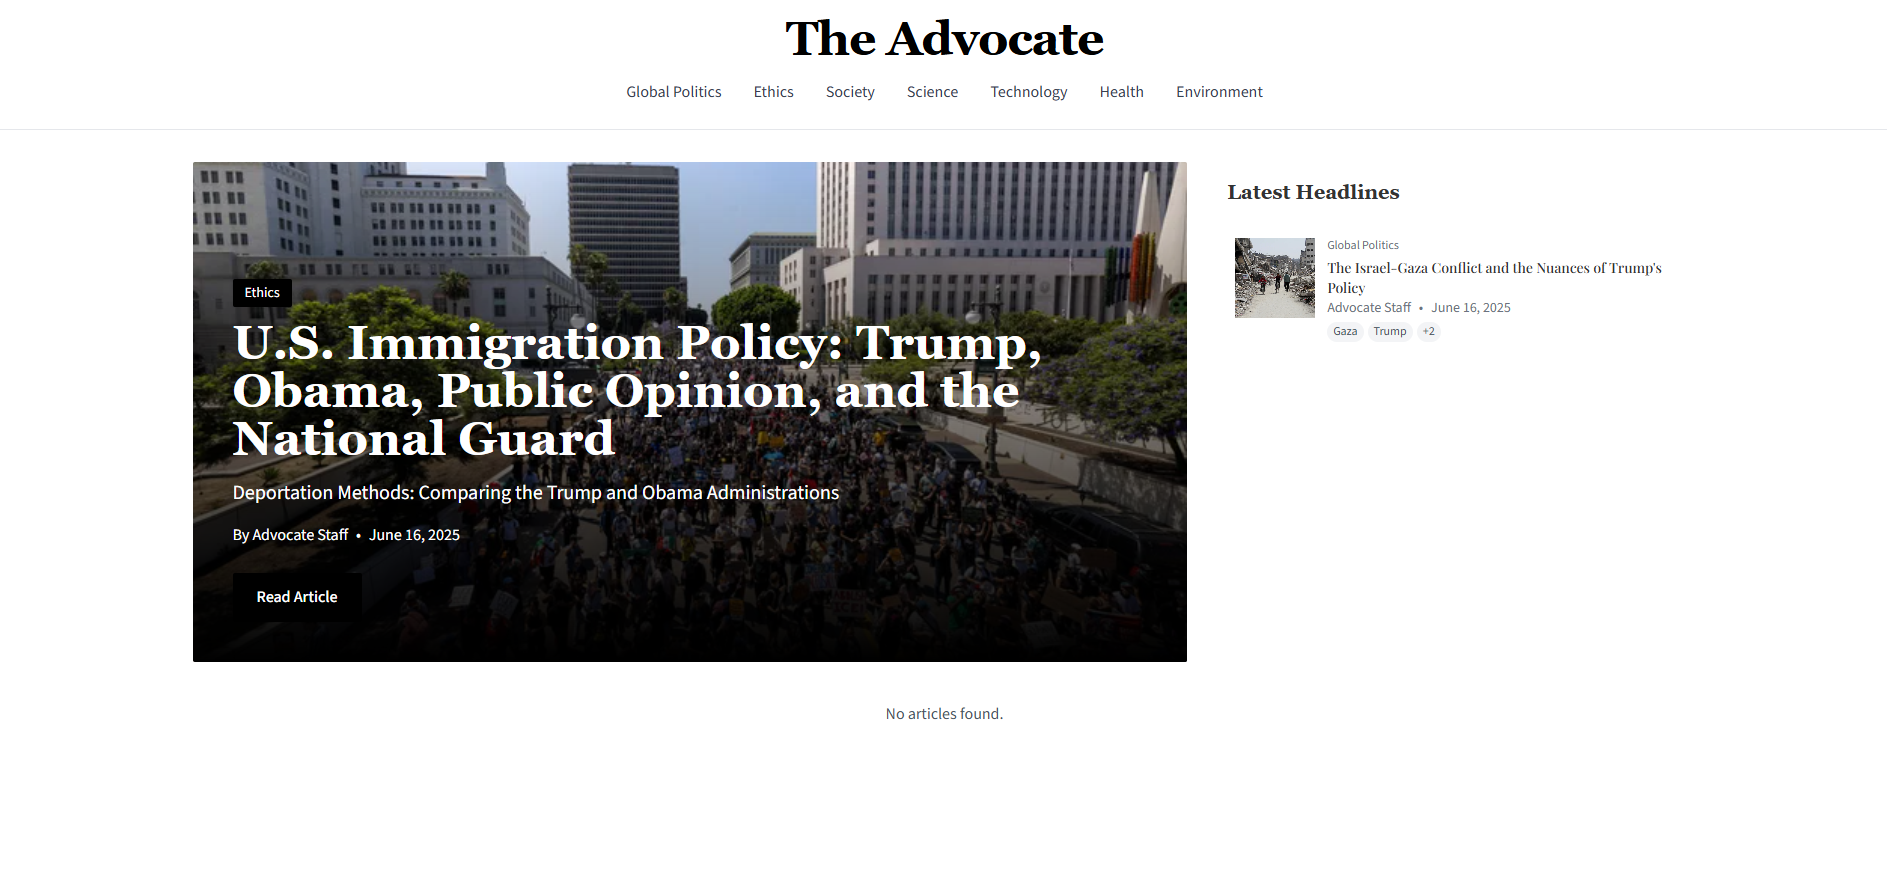 The Advocate
Global Politics Ethics Society Science Technology Health Environment
Ethics
U.S. Immigration Policy: Trump,
Obama, Public Opinion, and the
National Guard
Deportation Methods: Comparing the Trump and Obama Administrations
By Advocate Staff • June 16, 2025
Read Article
Latest Headlines
Global Politics
The Israel-Gaza Conflict and the Nuances of Trump's
Policy
Advocate Staff • June 16, 2025
Gaza Trump +2
No articles found.